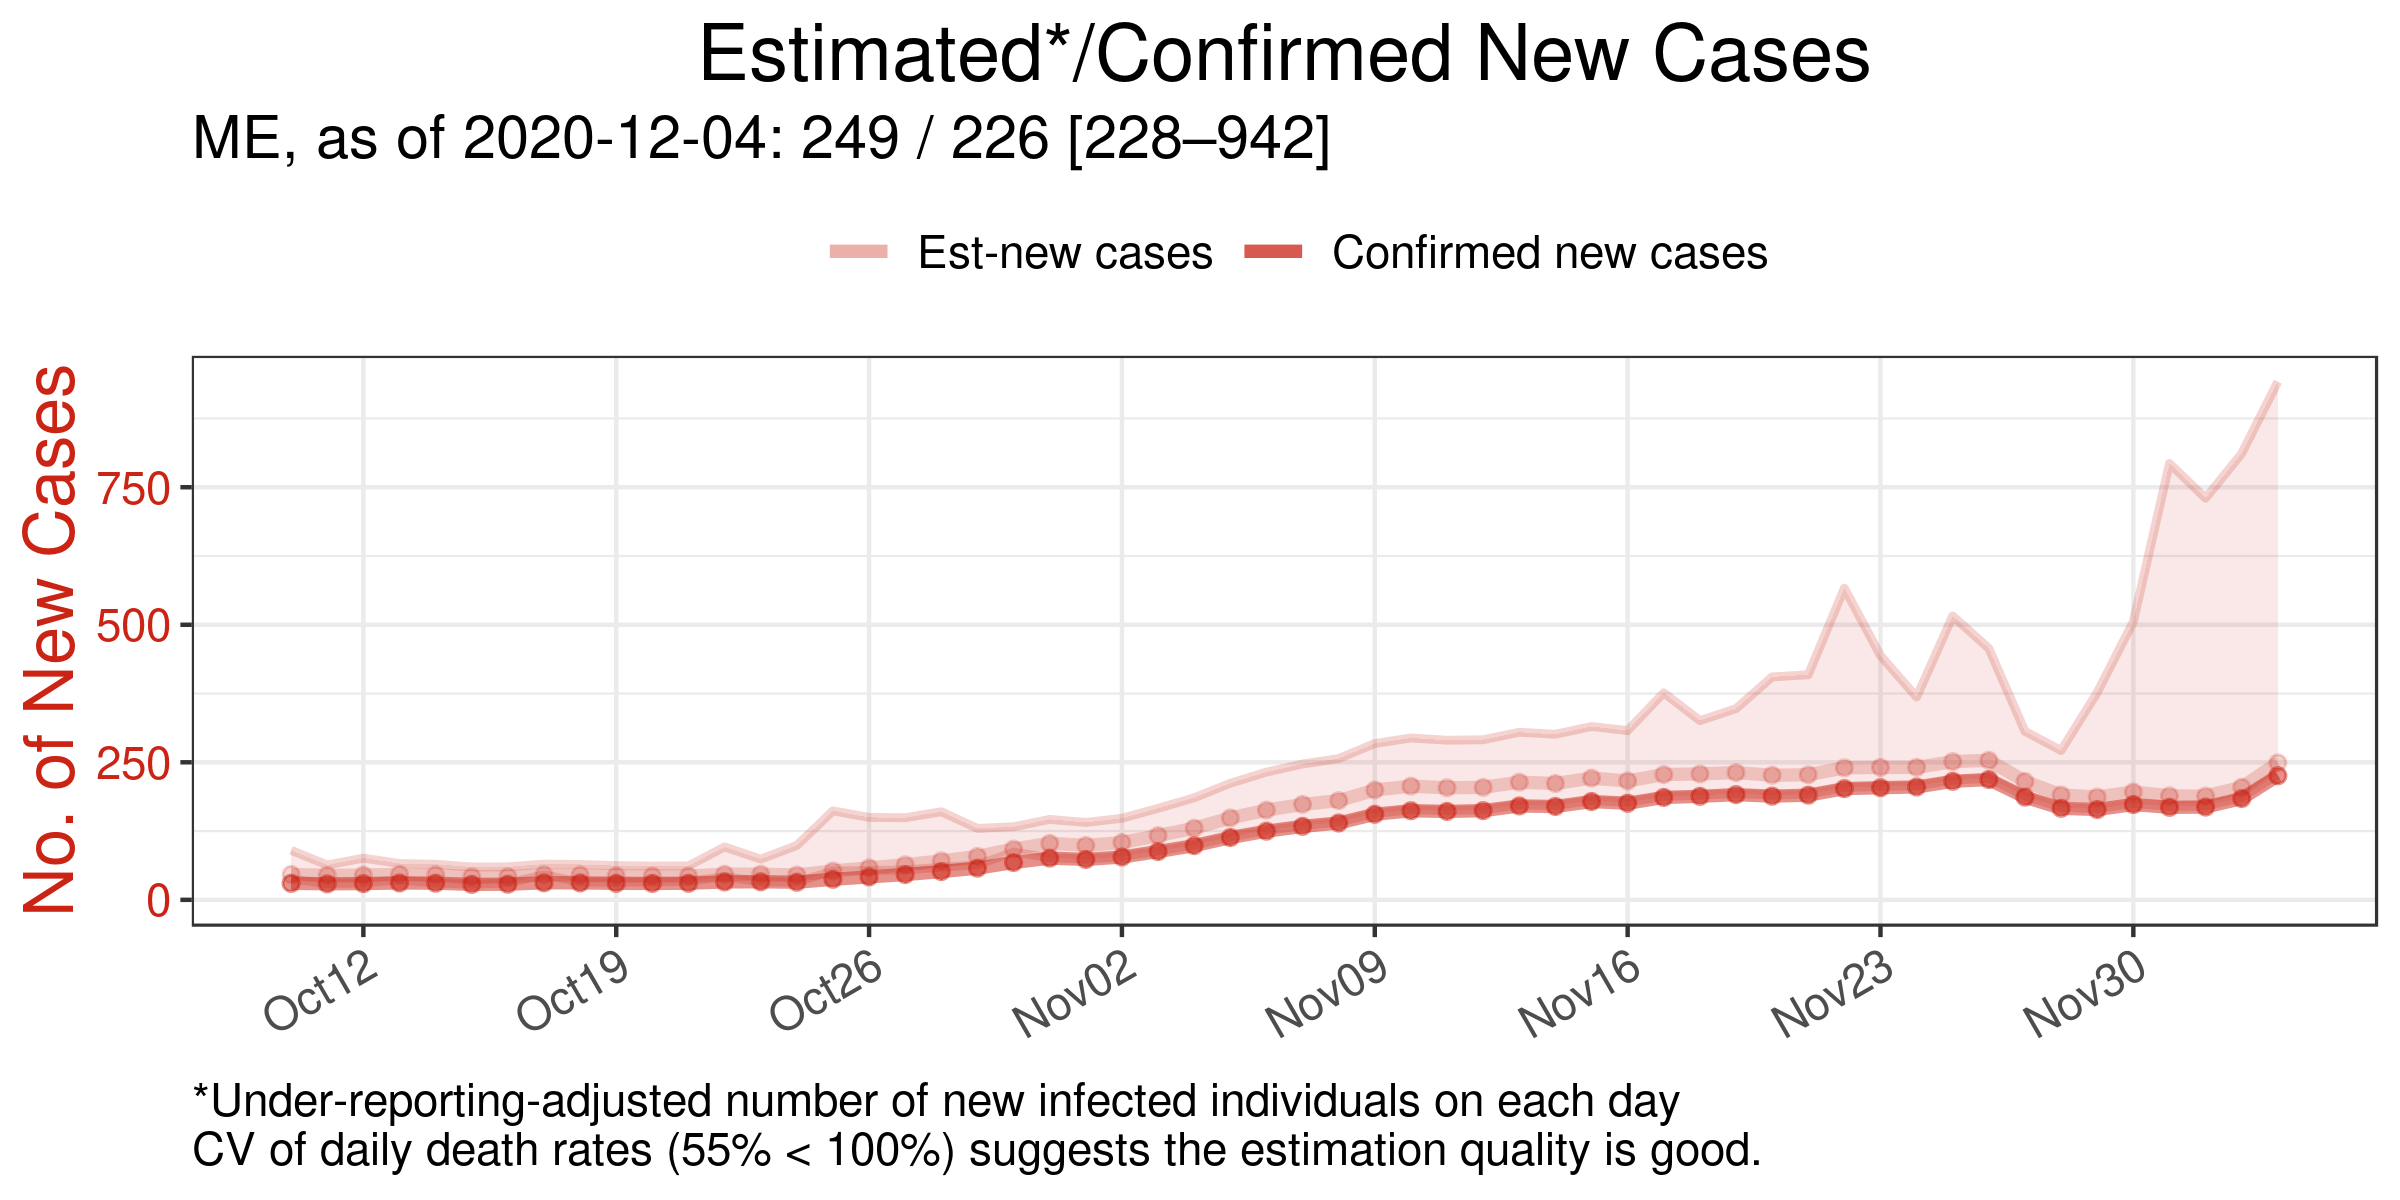 Estimated*/Confirmed New Cases
ME, as of 2020-12-04: 249 / 226 [228–942]
Est-new cases
Confirmed new cases
No. of New Cases
750
500
250
0
Oct12
Oct19
Oct26
Nov02
Nov09
Nov16
Nov23
Nov30
*Under-reporting-adjusted number of new infected individuals on each day
CV of daily death rates (55% < 100%) suggests the estimation quality is good.